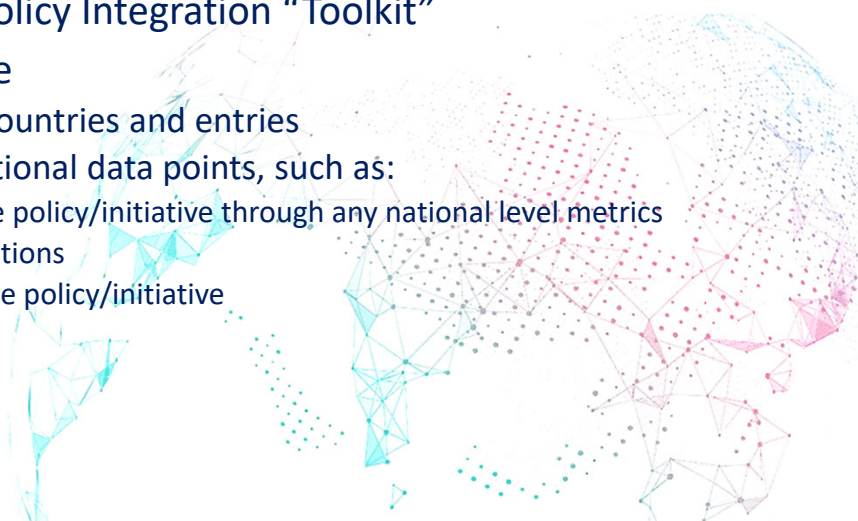 olicy Integration “Toolkit”
e
ountries and entries
tional data points, such as:
e policy/initiative through any national level metrics
tions
e policy/initiative